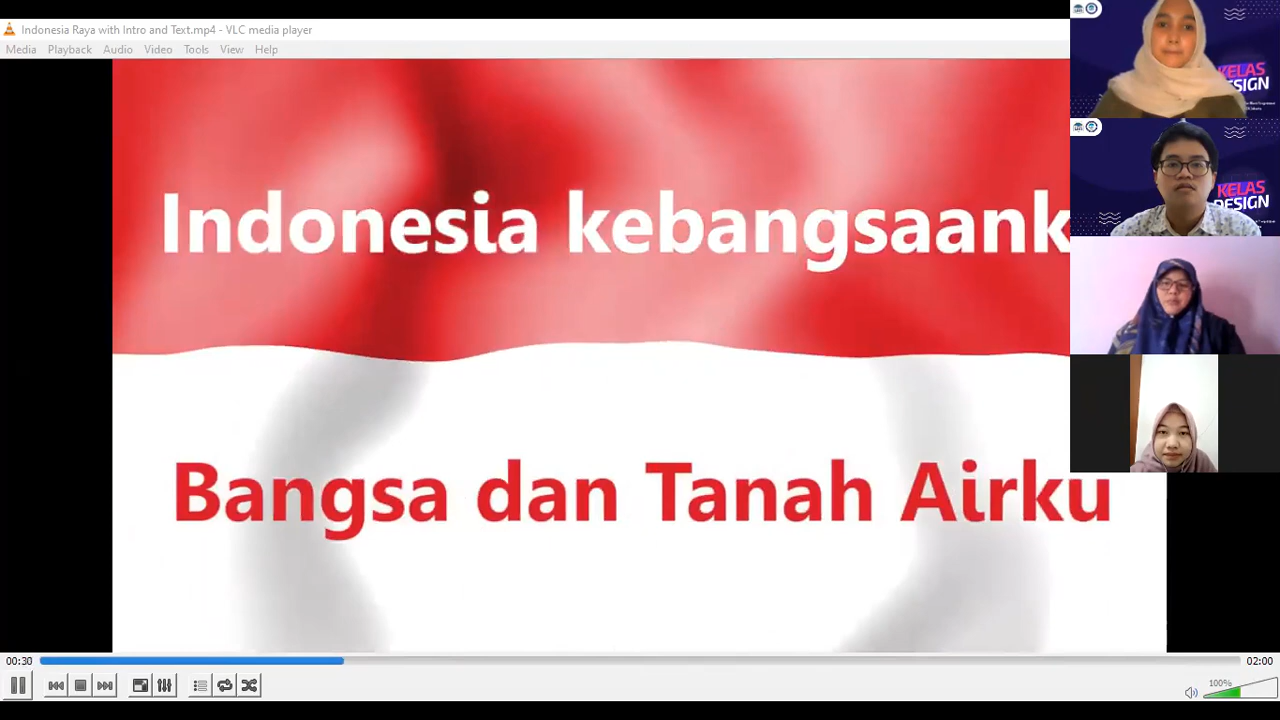 Indonesia Raya with Intro and Text.mp4 - VLC media player
Media Playback Audio Video Tools View Help
Indonesia kebangsaank
Bangsa dan Tanah Airku
00:30
02:00
100%
KELAS
DESIGN
KELAS
DESIGN